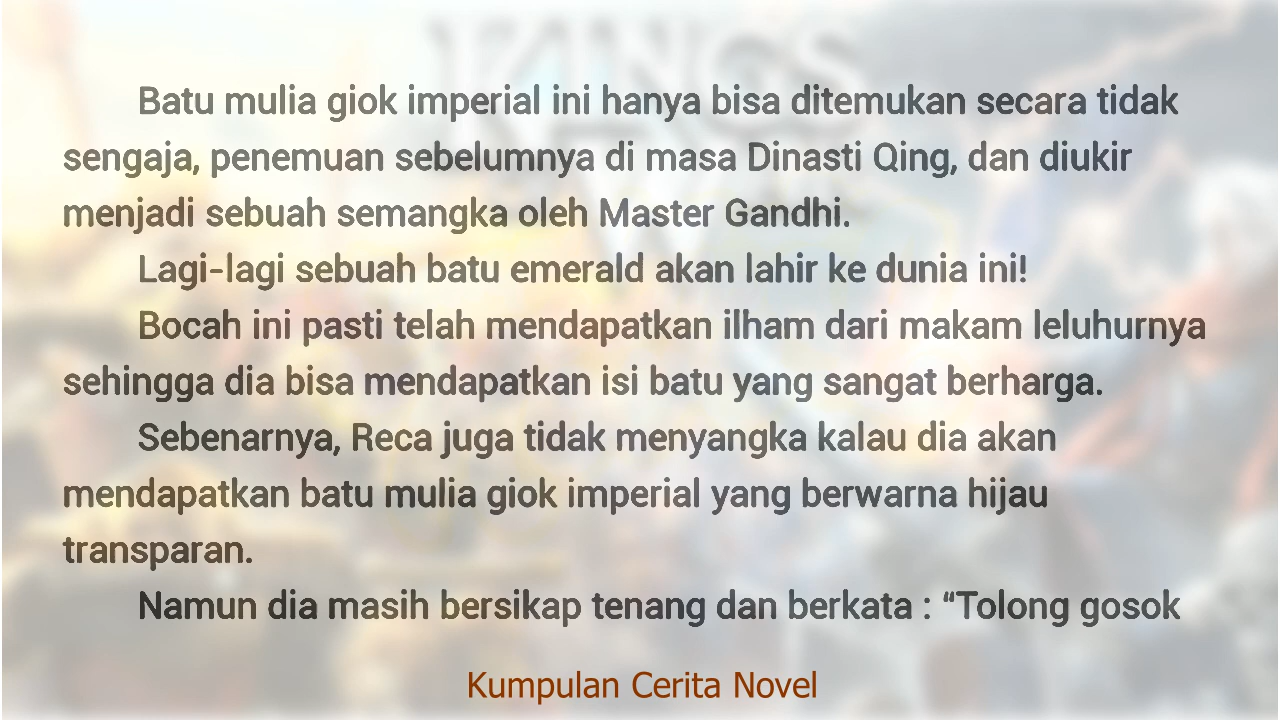 Batu mulia giok imperial ini hanya bisa ditemukan secara tidak
sengaja, penemuan sebelumnya di masa Dinasti Qing, dan diukir
menjadi sebuah semangka oleh Master Gandhi.
Lagi-lagi sebuah batu emerald akan lahir ke dunia ini!
Bocah ini pasti telah mendapatkan ilham dari makam leluhurnya
sehingga dia bisa mendapatkan isi batu yang sangat berharga.
Sebenarnya, Reca juga tidak menyangka kalau dia akan
mendapatkan batu mulia giok imperial yang berwarna hijau
transparan.
Namun dia masih bersikap tenang dan berkata : “Tolong gosok
Kumpulan Cerita Novel